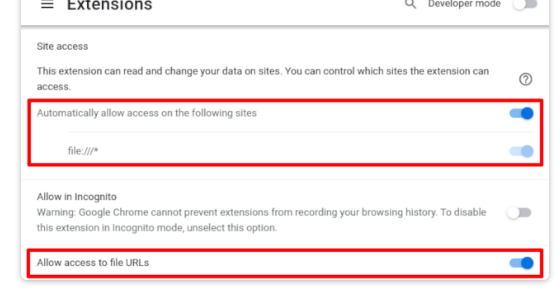 Extensions
Developer mode
Site access
This extension can read and change your data on sites. You can control which sites the extension can
access.
Automatically allow access on the following sites
file:///*
Allow in Incognito
Warning: Google Chrome cannot prevent extensions from recording your browsing history. To disable
this extension in Incognito mode, unselect this option.
Allow access to file URLs